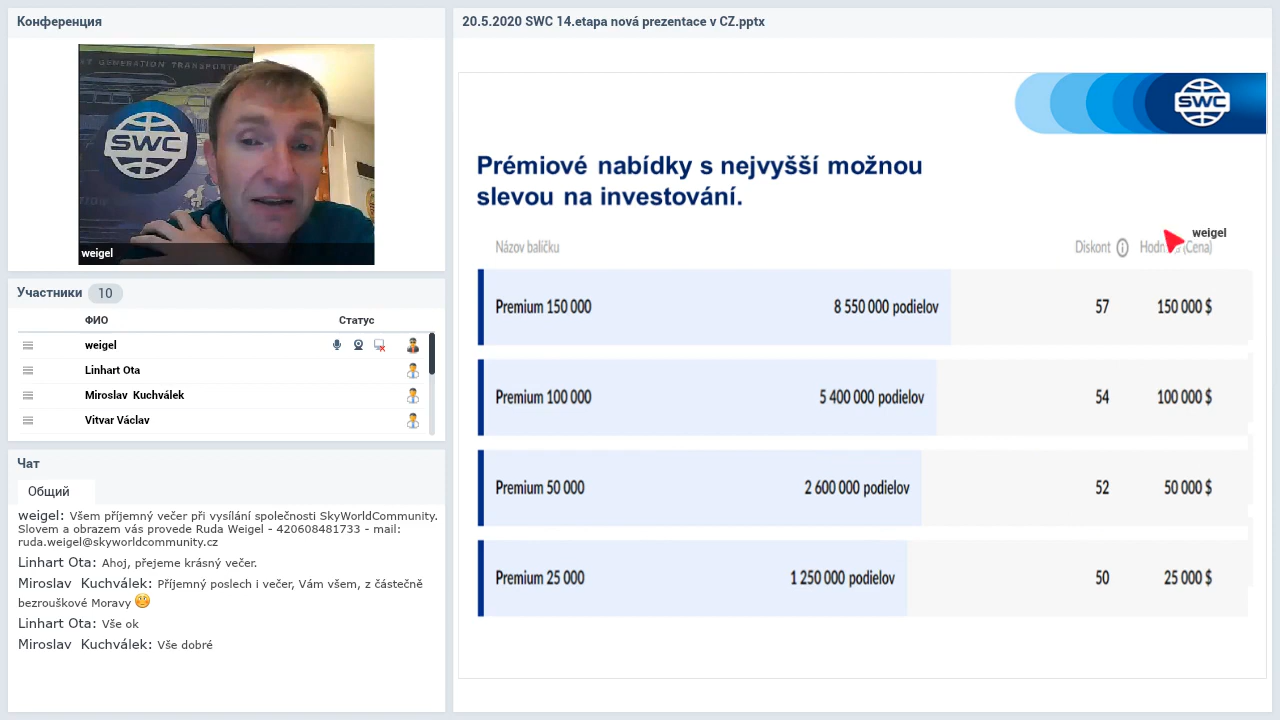 Конференция
SWC
weigel
Участники 10
ФИО Статус
weigel
Linhart Ota
Miroslav Kuchválek
Vitvar Václav
Чат
Общий
weigel: Všem příjemný večer při vysílání společnosti SkyWorldCommunity.
Slovem a obrazem vás provede Ruda Weigel - 420608481733 - mail:
ruda.weigel@skyworldcommunity.cz
Linhart Ota: Ahoj, přejeme krásný večer.
Miroslav Kuchválek: Příjemný poslech i večer, Vám všem, z částečně
bezrouškové Moravy
Linhart Ota: Vše ok
Miroslav Kuchválek: Vše dobré
20.5.2020 SWC 14.etapa nová prezentace v CZ.pptx
SWC
Prémiové nabídky s nejvyšší možnou
slevou na investování.
weigel
Názov balíčku Diskont (Cena)
Premium 150 000 8 550 000 podielov 57 150 000 $
Premium 100 000 5 400 000 podielov 54 100 000 $
Premium 50 000 2 600 000 podielov 52 50 000 $
Premium 25 000 1 250 000 podielov 50 25 000 $